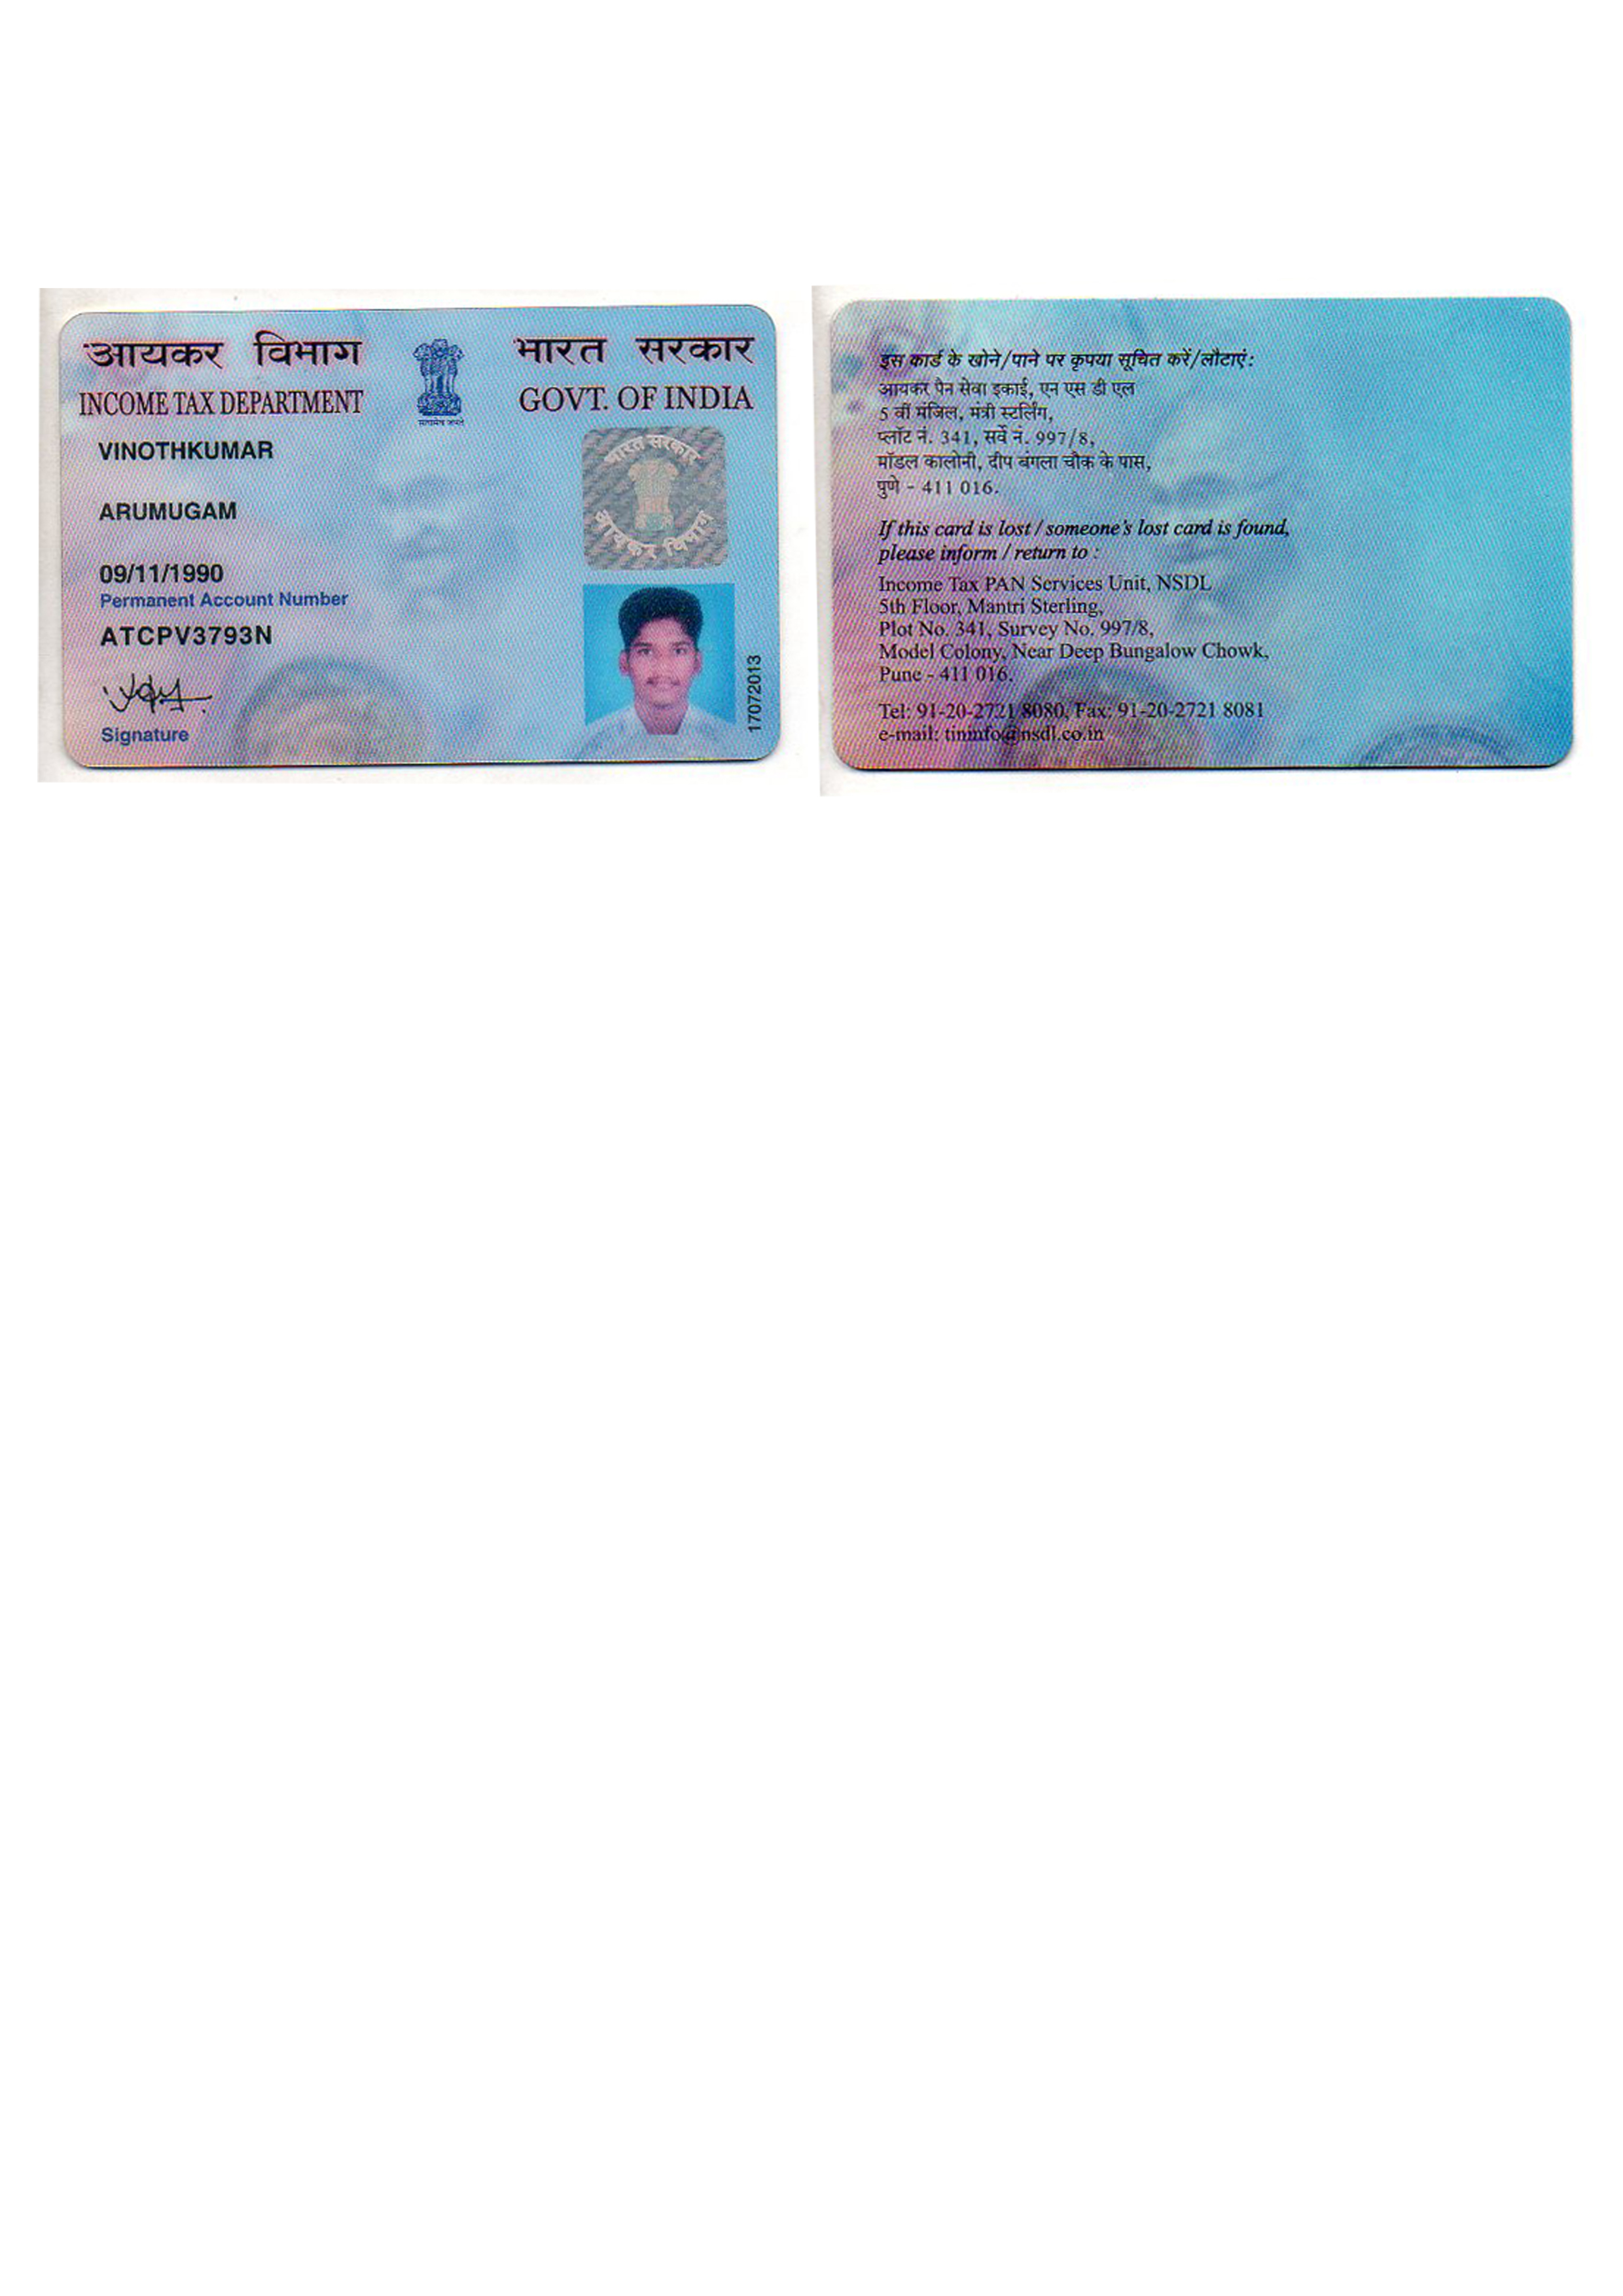 आयकर विभाग
INCOME TAX DEPARTMENT
सत्यमेव जयते
भारत सरकार
GOVT. OF INDIA
VINOTHKUMAR
ARUMUGAM
09/11/1990
Permanent Account Number
ATCPV3793N
Signature
भारत सरकार
आयकर विभाग
17072013
इस कार्ड के खोने/पाने पर कृपया सूचित करें/लौटाएं:
आयकर पैन सेवा इकाई, एन एस डी एल
5 वीं मंजिल, मंत्री स्टर्लिंग,
प्लॉट नं. 341, सर्वे नं. 997/8,
मॉडल कालोनी, दीप बंगला चौक के पास,
पुणे - 411 016.
If this card is lost / someone's lost card is found,
please inform / return to :
Income Tax PAN Services Unit, NSDL
5th Floor, Mantri Sterling,
Plot No. 341, Survey No. 997/8,
Model Colony, Near Deep Bungalow Chowk,
Pune - 411 016.
Tel: 91-20-2721 8080, Fax: 91-20-2721 8081
e-mail: tininfo@nsdl.co.in